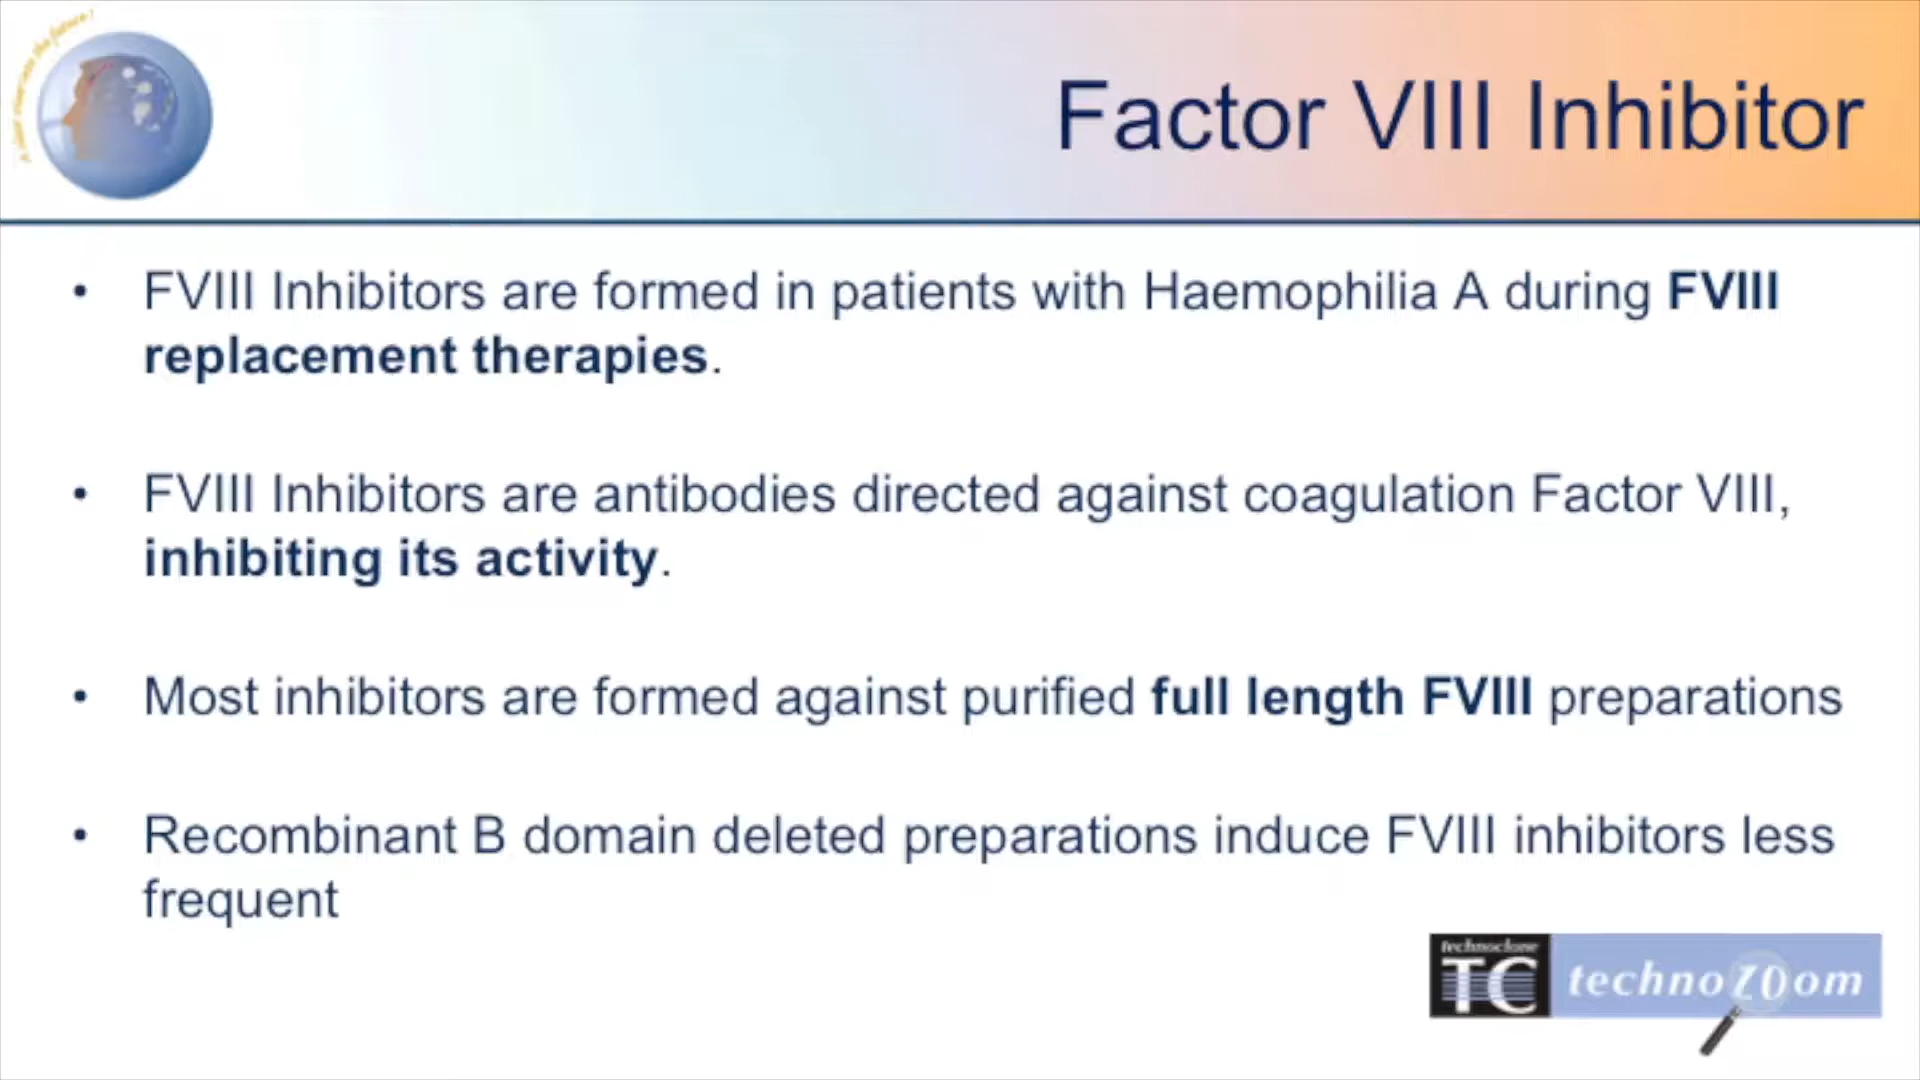 Factor VIII Inhibitor
• FVIII Inhibitors are formed in patients with Haemophilia A during FVIII
replacement therapies.
• FVIII Inhibitors are antibodies directed against coagulation Factor VIII,
inhibiting its activity.
• Most inhibitors are formed against purified full length FVIII preparations
• Recombinant B domain deleted preparations induce FVIII inhibitors less
frequent
technoclone
TC
technozoom